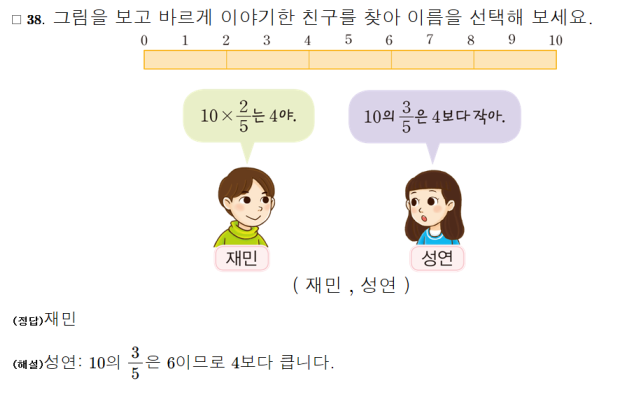 □ 38. 그림을 보고 바르게 이야기한 친구를 찾아 이름을 선택해 보세요.
0 1 2 3 4 5 6 7 8 9 10
10×2/5는 4야.
10의 3/5은 4보다 작아.
재민
성연
( 재민 , 성연 )
(정답)재민
(해설)성연: 10의 3/5은 6이므로 4보다 큽니다.